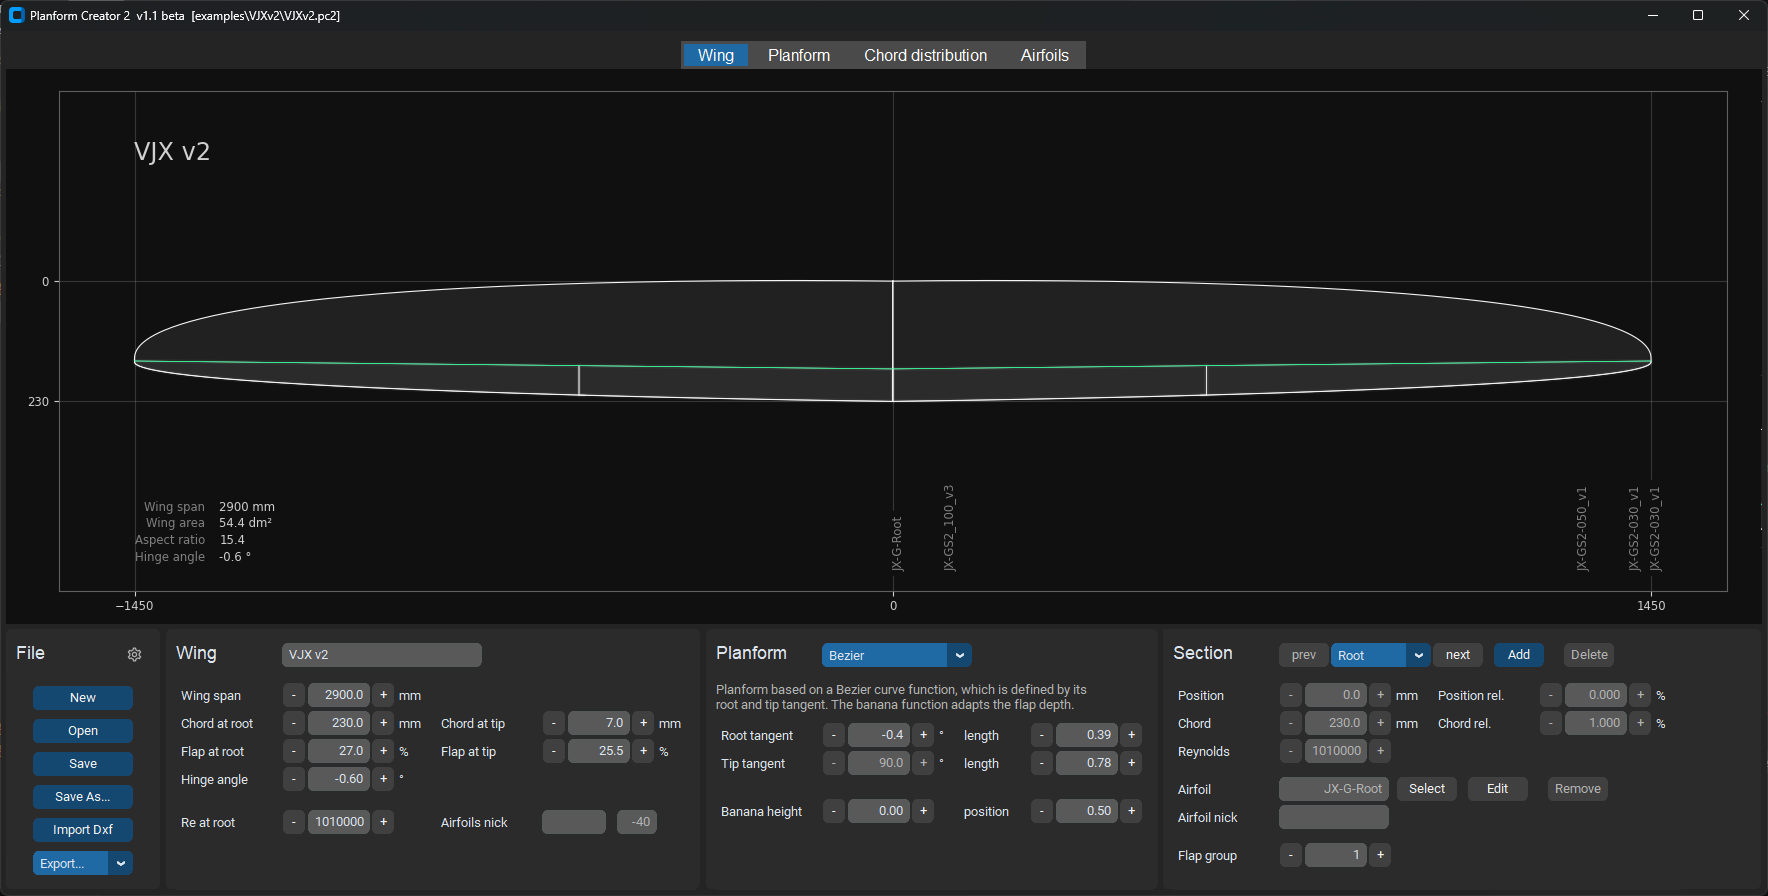 Planform Creator 2 v1.1 beta [examples\VJXv2\VJXv2.pc2]
Wing Planform Chord distribution Airfoils
VJX v2
0
230
Wing span 2900 mm
Wing area 54.4 dm²
Aspect ratio 15.4
Hinge angle -0.6 °
JX-G-Root
JX-GS2_100_v3
JX-GS2-050_v1
JX-GS2-030_v1
JX-GS2-030_v1
−1450 0 1450
File
New
Open
Save
Save As...
Import Dxf
Export...
Wing VJX v2
Wing span - 2900.0 + mm
Chord at root - 230.0 + mm Chord at tip - 7.0 + mm
Flap at root - 27.0 + % Flap at tip - 25.5 + %
Hinge angle - -0.60 + °
Re at root - 1010000 + Airfoils nick -40
Planform Bezier
Planform based on a Bezier curve function, which is defined by its
root and tip tangent. The banana function adapts the flap depth.
Root tangent - -0.4 + ° length - 0.39 +
Tip tangent - 90.0 + ° length - 0.78 +
Banana height - 0.00 + position - 0.50 +
Section prev Root next Add Delete
Position - 0.0 + mm Position rel. - 0.000 + %
Chord - 230.0 + mm Chord rel. - 1.000 + %
Reynolds - 1010000 +
Airfoil JX-G-Root Select Edit Remove
Airfoil nick
Flap group - 1 +